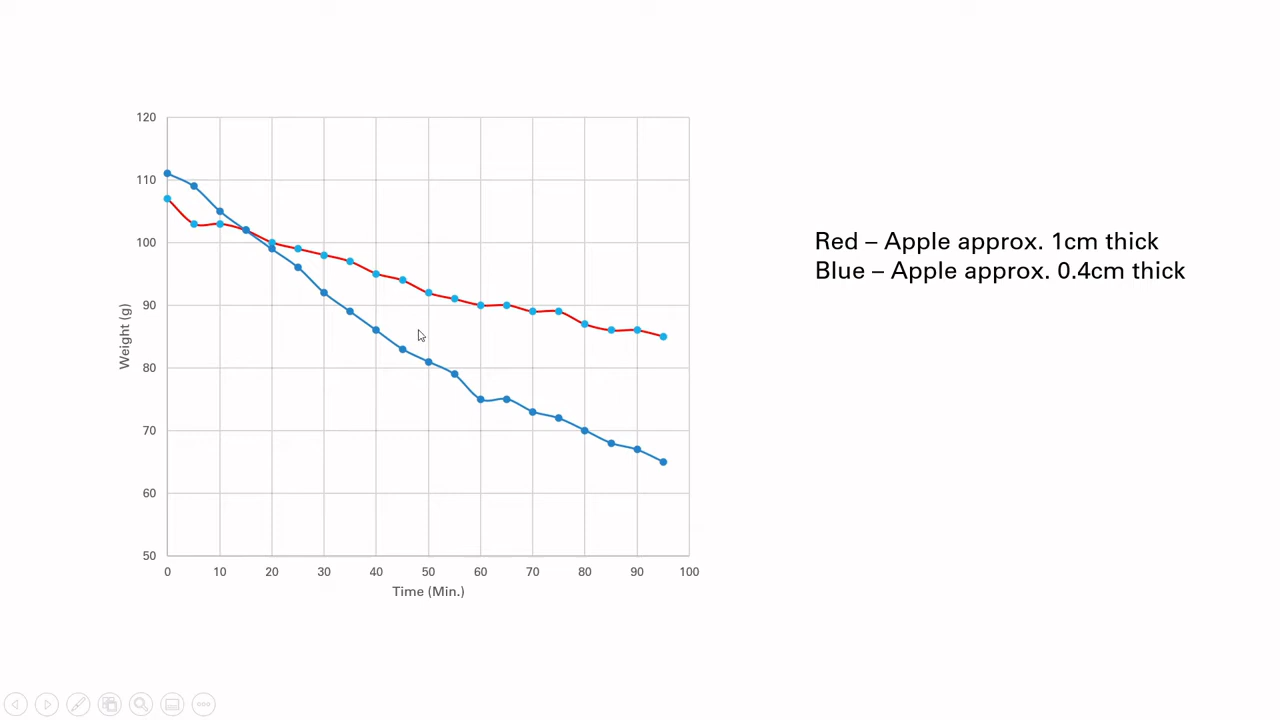 120
110
100
90
80
70
60
50
Weight (g)
0 10 20 30 40 50 60 70 80 90 100
Time (Min.)
Red – Apple approx. 1cm thick
Blue – Apple approx. 0.4cm thick